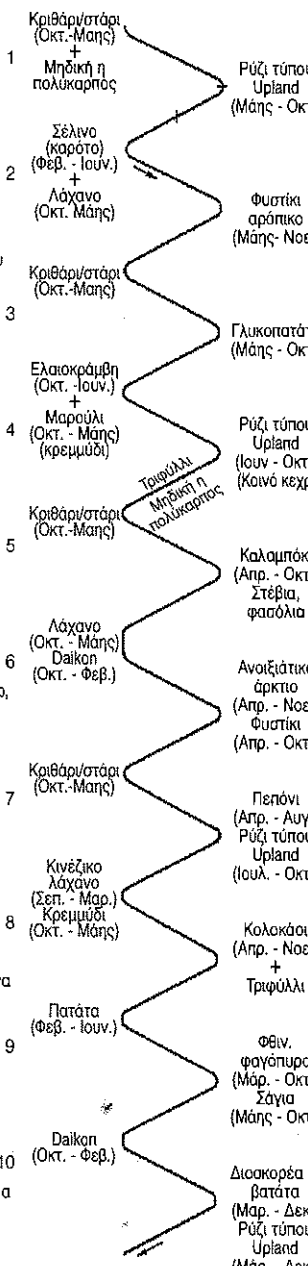 Κριθάρι/στάρι
(Οκτ.-Μαης)
+
Μηδική η
πολύκαρπος
1
Ρύζι τύπου
Upland
(Μάης - Οκτ
Σέλινο
(καρότο)
(Φεβ. - Ιουν.)
+
Λάχανο
(Οκτ. Μάης)
2
Φυστίκι
αρόπικο
(Μάης- Νοε
Κριθάρι/στάρι
(Οκτ.-Μαης)
3
Γλυκοπατάτ
(Μάης - Οκτ
Ελαιοκράμβη
(Οκτ. -Ιουν.)
+
Μαρούλι
(Οκτ. - Μάης)
(κρεμμύδι)
4
Ρύζι τύπου
Upland
(Ιουν - Οκτ
(Κοινό κεχρ
Τριφύλλι
Μηδική η
πολύκαρπος
Κριθάρι/στάρι
(Οκτ.-Μαης)
5
Καλαμπόκ
(Απρ. - Οκτ
Στέβια,
φασόλια
Λάχανο
(Οκτ. - Μάης)
Daikon
(Οκτ. - Φεβ.)
6
Ανοιξιάτικο
άρκτιο
(Απρ. - Νοε
Φυστίκι
(Απρ. - Οκτ
Κριθάρι/στάρι
(Οκτ.-Μαης)
7
Πεπόνι
(Απρ. - Αυγ
Ρύζι τύπου
Upland
(Ιουλ. - Οκτ
Κινέζικο
λάχανο
(Σεπ. - Μαρ.)
Κρεμμύδι
(Οκτ. - Μάης)
8
Κολοκάσι
(Απρ. - Νοε
+
Τριφύλλι
Πατάτα
(Φεβ. - Ιουν.)
9
Φθιν.
φαγόπυρο
(Μάρ. - Οκτ
Σάγια
(Μάης - Οκτ
Daikon
(Οκτ. - Φεβ.)
10
Διοσκορέα
βατάτα
(Μαρ. - Δεκ
Ρύζι τύπου
Upland